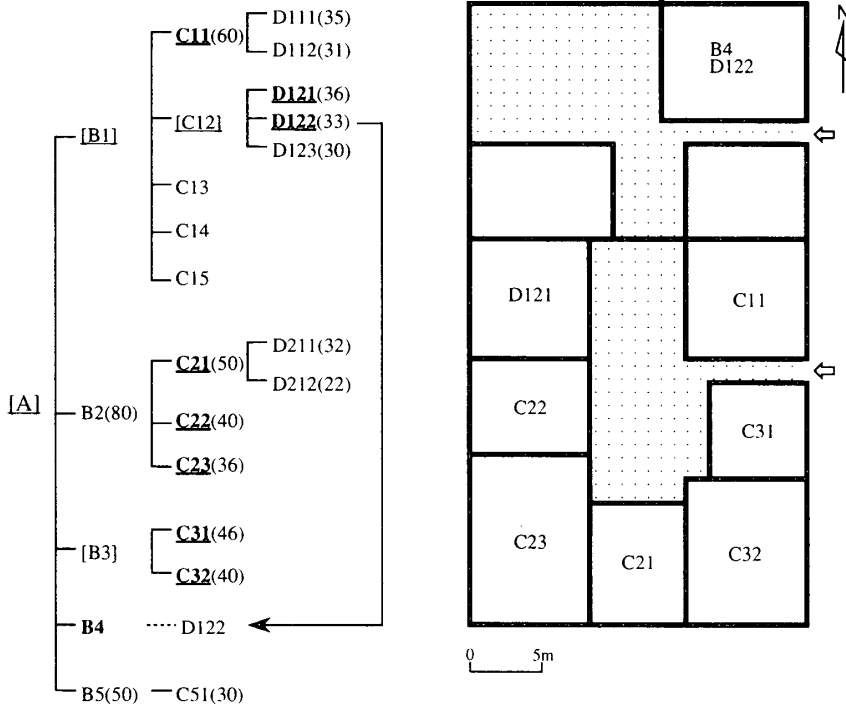 C11(60)
D111(35)
D112(31)
[B1]
[C12]
D121(36)
D122(33)
D123(30)
C13
C14
C15
[A]
B2(80)
C21(50)
D211(32)
D212(22)
C22(40)
C23(36)
[B3]
C31(46)
C32(40)
B4
D122
B5(50)
C51(30)
N
B4
D122
D121
C11
C22
C31
C23
C21
C32
0
5m